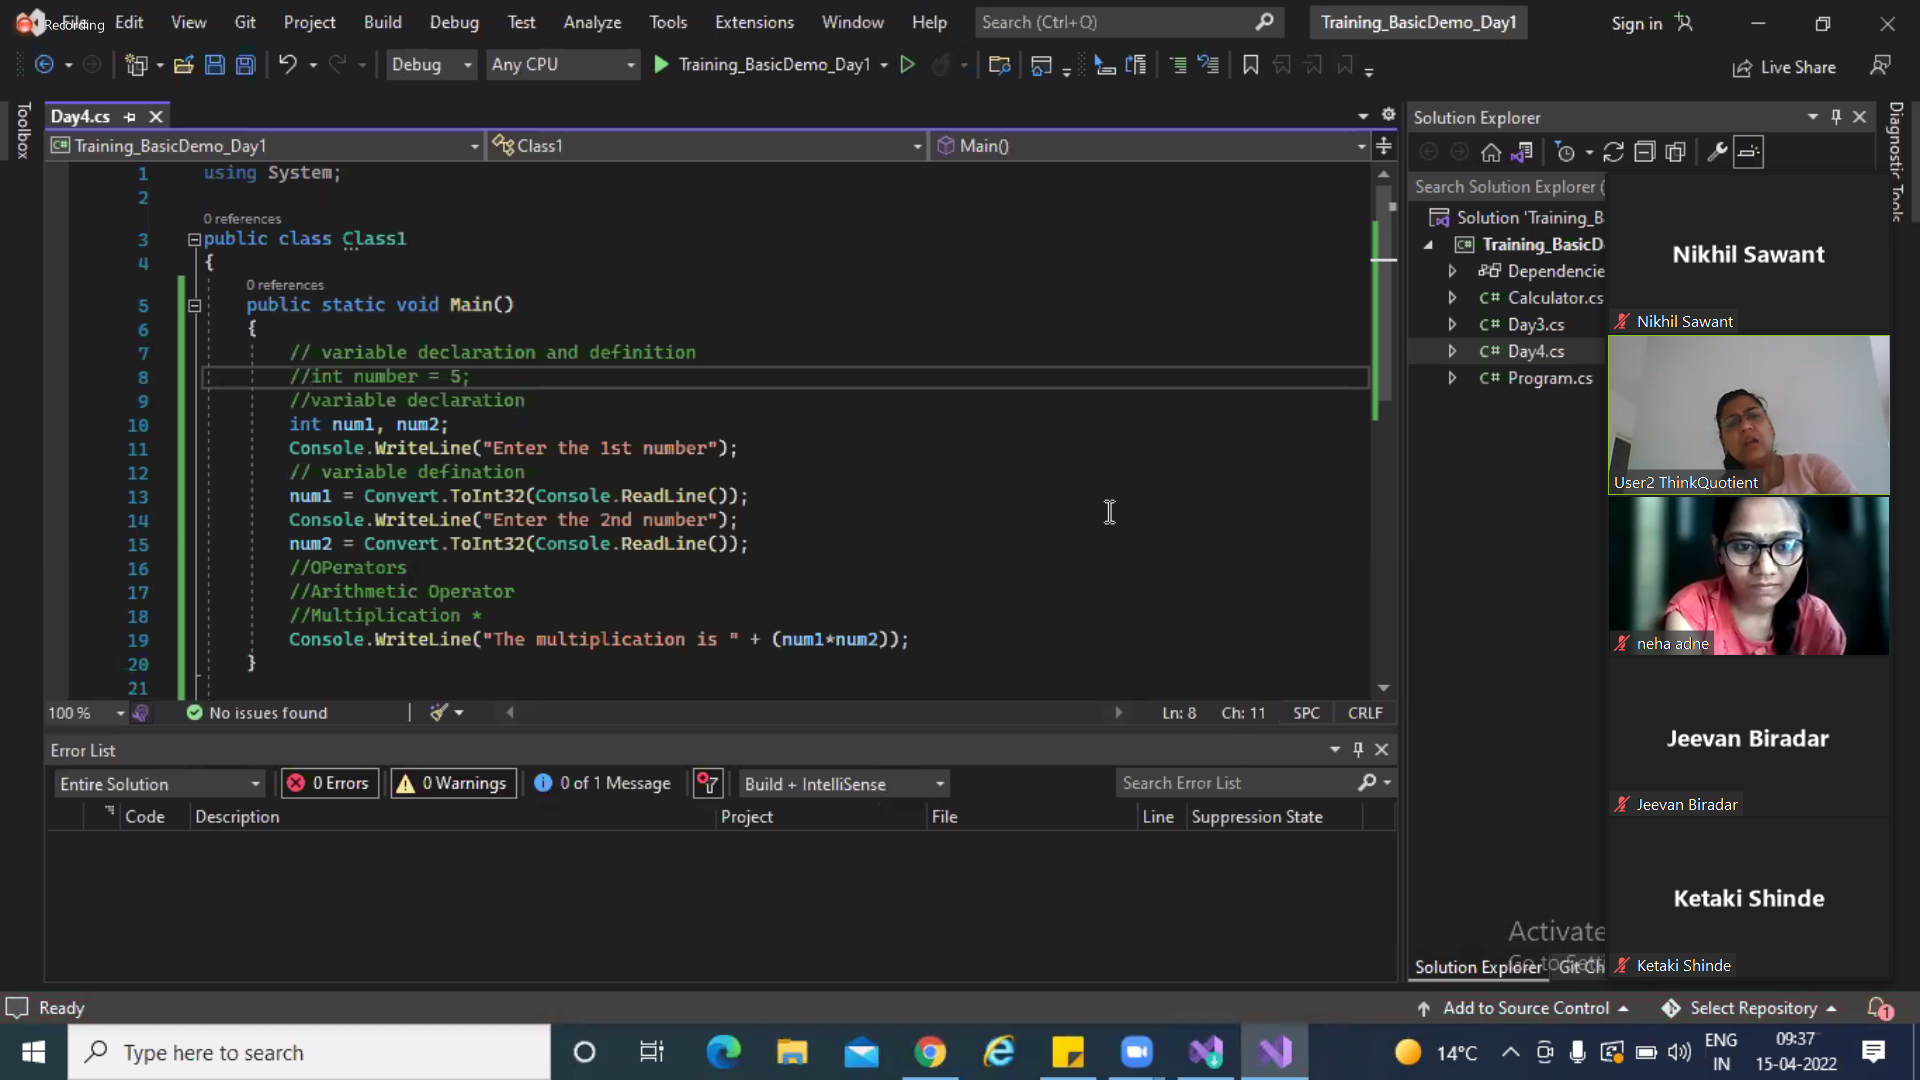 Recording
Edit View Git Project Build Debug Test Analyze Tools Extensions Window Help Search (Ctrl+Q) Training_BasicDemo_Day1 Sign in
Debug Any CPU Training_BasicDemo_Day1 Live Share
Toolbox
Day4.cs
Training_BasicDemo_Day1 Class1 Main()
1 using System;
2
0 references
3 public class Class1
4 {
0 references
5 public static void Main()
6 {
7 // variable declaration and definition
8 //int number = 5;
9 //variable declaration
10 int num1, num2;
11 Console.WriteLine("Enter the 1st number");
12 // variable defination
13 num1 = Convert.ToInt32(Console.ReadLine());
14 Console.WriteLine("Enter the 2nd number");
15 num2 = Convert.ToInt32(Console.ReadLine());
16 //OPerators
17 //Arithmetic Operator
18 //Multiplication *
19 Console.WriteLine("The multiplication is " + (num1*num2));
20 }
21
100 % No issues found Ln: 8 Ch: 11 SPC CRLF
Error List
Entire Solution 0 Errors 0 Warnings 0 of 1 Message Build + IntelliSense Search Error List
Code Description Project File Line Suppression State
Solution Explorer
Search Solution Explorer (
Solution 'Training_B
Training_BasicD
Dependencie
C# Calculator.cs
C# Day3.cs
C# Day4.cs
C# Program.cs
Diagnostic Tools
Nikhil Sawant
Nikhil Sawant
User2 ThinkQuotient
neha adne
Jeevan Biradar
Jeevan Biradar
Ketaki Shinde
Ketaki Shinde
Activate
Solution Explorer Git Ch
Ready Add to Source Control Select Repository 1
Type here to search 14°C ENG IN 09:37 15-04-2022